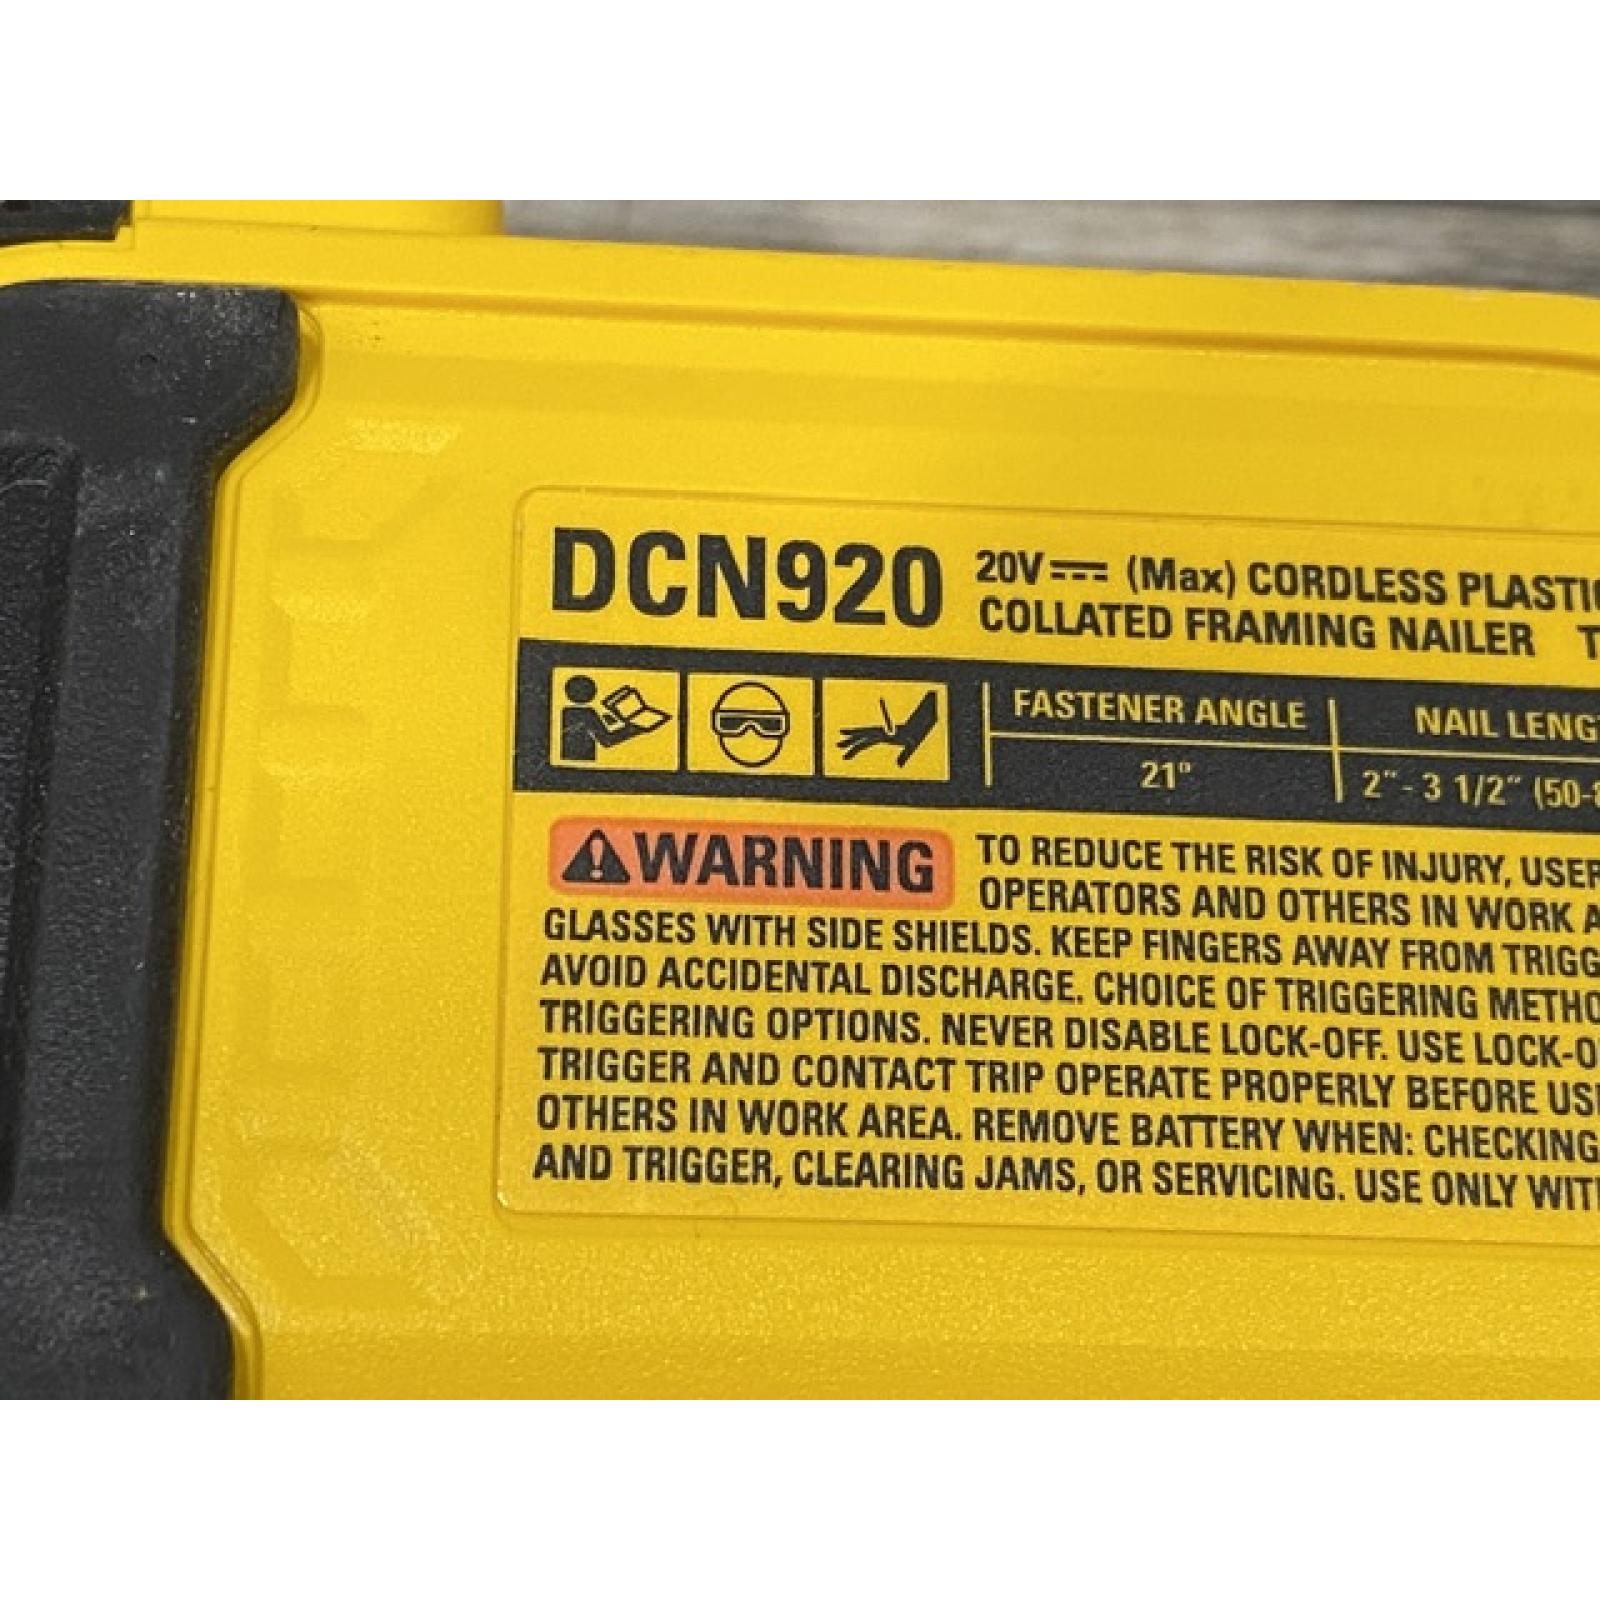 DCN920 20V (Max) CORDLESS PLASTIC
COLLATED FRAMING NAILER
FASTENER ANGLE
21°
NAIL LENG
2" - 3 1/2" (50-
WARNING TO REDUCE THE RISK OF INJURY, USER
OPERATORS AND OTHERS IN WORK A
GLASSES WITH SIDE SHIELDS. KEEP FINGERS AWAY FROM TRIGG
AVOID ACCIDENTAL DISCHARGE. CHOICE OF TRIGGERING METHO
TRIGGERING OPTIONS. NEVER DISABLE LOCK-OFF. USE LOCK-O
TRIGGER AND CONTACT TRIP OPERATE PROPERLY BEFORE US
OTHERS IN WORK AREA. REMOVE BATTERY WHEN: CHECKING
AND TRIGGER, CLEARING JAMS, OR SERVICING. USE ONLY WIT